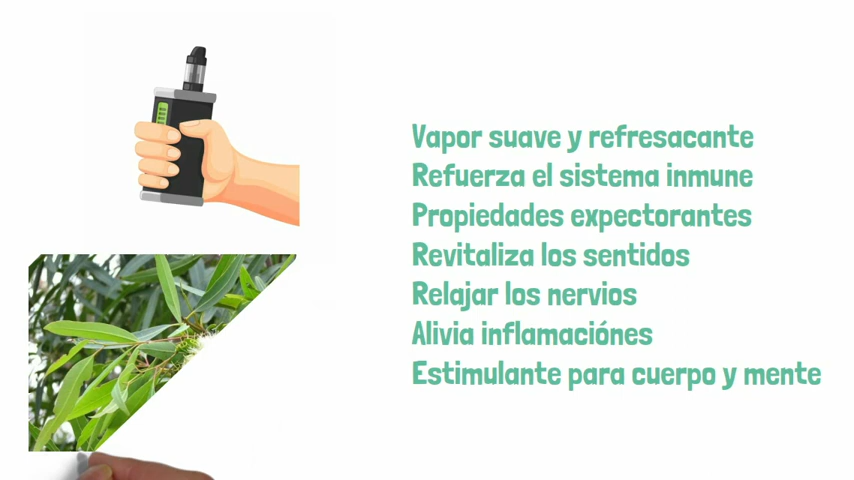 Vapor suave y refresacante
Refuerza el sistema inmune
Propiedades expectorantes
Revitaliza los sentidos
Relajar los nervios
Alivia inflamaciónes
Estimulante para cuerpo y mente